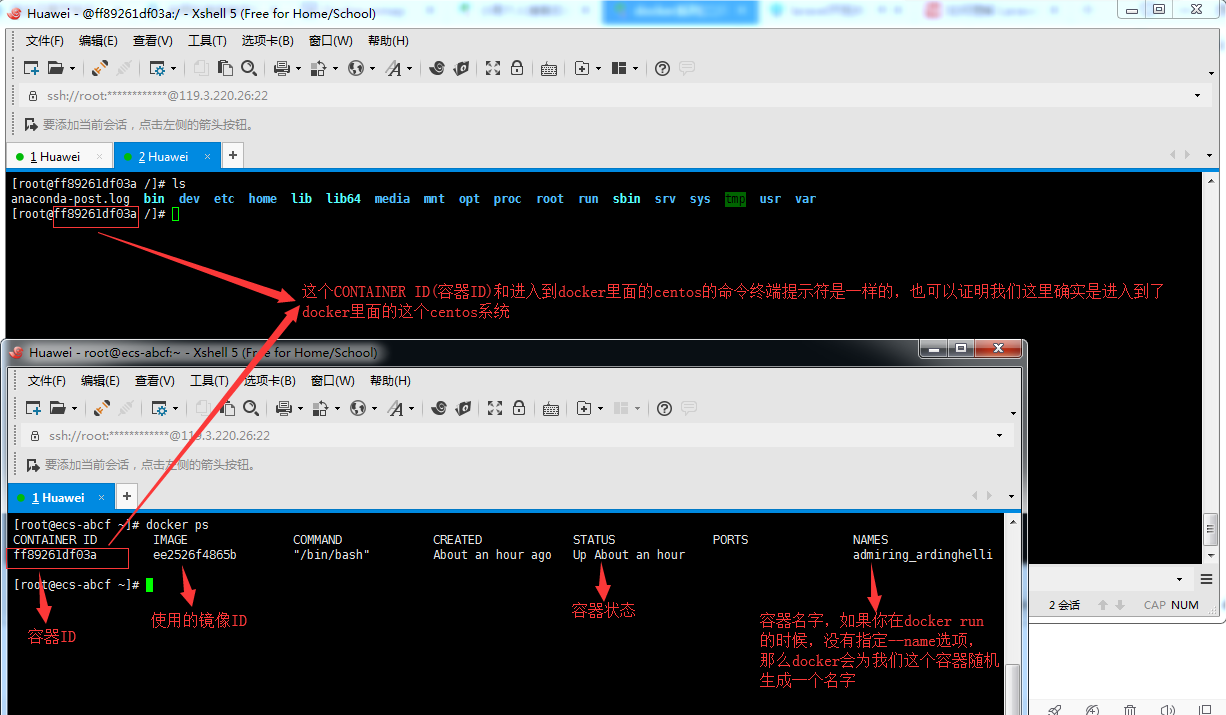 Huawei - @ff89261df03a:/ - Xshell 5 (Free for Home/School)
文件(F) 编辑(E) 查看(V) 工具(T) 选项卡(B) 窗口(W) 帮助(H)
ssh://root:************@119.3.220.26:22
要添加当前会话，点击左侧的箭头按钮。
1 Huawei × 2 Huawei × +
[root@ff89261df03a /]# ls
anaconda-post.log bin dev etc home lib lib64 media mnt opt proc root run sbin srv sys tmp usr var
[root@ff89261df03a /]#
这个CONTAINER ID(容器ID)和进入到docker里面的centos的命令终端提示符是一样的，也可以证明我们这里确实是进入到了
docker里面的这个centos系统
Huawei - root@ecs-abcf:~ - Xshell 5 (Free for Home/School)
文件(F) 编辑(E) 查看(V) 工具(T) 选项卡(B) 窗口(W) 帮助(H)
ssh://root:************@119.3.220.26:22
要添加当前会话，点击左侧的箭头按钮。
1 Huawei × +
[root@ecs-abcf ~]# docker ps
CONTAINER ID IMAGE COMMAND CREATED STATUS PORTS NAMES
ff89261df03a ee2526f4865b "/bin/bash" About an hour ago Up About an hour admiring_ardinghelli
[root@ecs-abcf ~]#
容器ID
使用的镜像ID
容器状态
容器名字，如果你在docker run
的时候，没有指定--name选项，
那么docker会为我们这个容器随机
生成一个名字
2 会话 CAP NUM